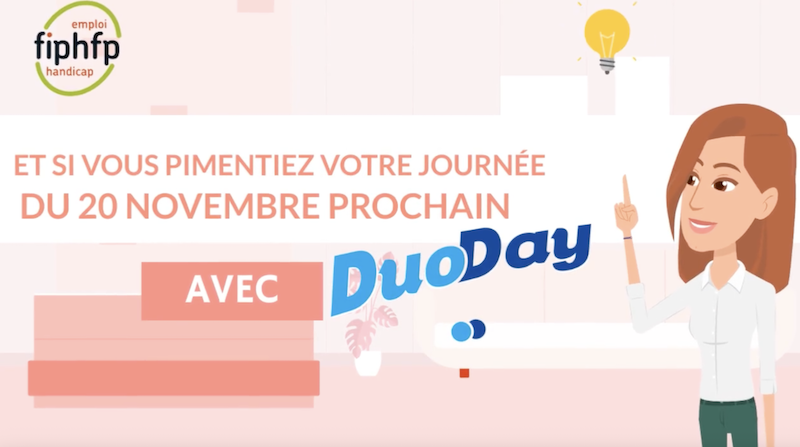 emploi
fiphfp
handicap
ET SI VOUS PIMENTIEZ VOTRE JOURNÉE
DU 20 NOVEMBRE PROCHAIN
AVEC
DuoDay